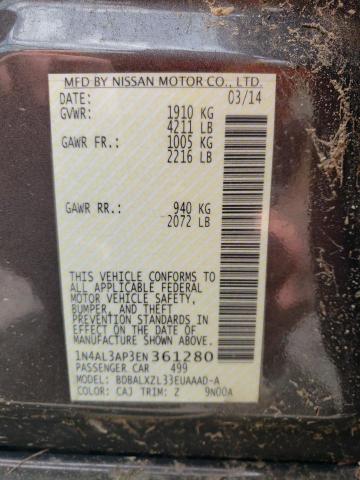 MFD BY NISSAN MOTOR CO., LTD.
DATE: 03/14
GVWR: 1910 KG
4211 LB
GAWR FR.: 1005 KG
2216 LB
GAWR RR.: 940 KG
2072 LB
THIS VEHICLE CONFORMS TO
ALL APPLICABLE FEDERAL
MOTOR VEHICLE SAFETY,
BUMPER, AND THEFT
PREVENTION STANDARDS IN
EFFECT ON THE DATE OF
MANUFACTURE SHOWN ABOVE.
1N4AL3AP3EN361280
PASSENGER CAR 499
MODEL: BDBALXZL33EUAAAD-A
COLOR: CAJ TRIM: Z 9N00A